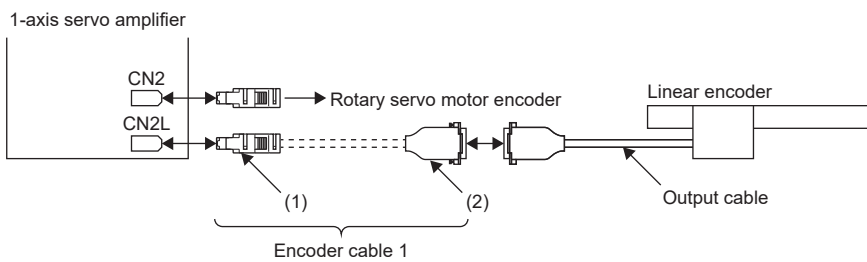 1-axis servo amplifier
CN2
Rotary servo motor encoder
Linear encoder
CN2L
(1)
(2)
Output cable
Encoder cable 1